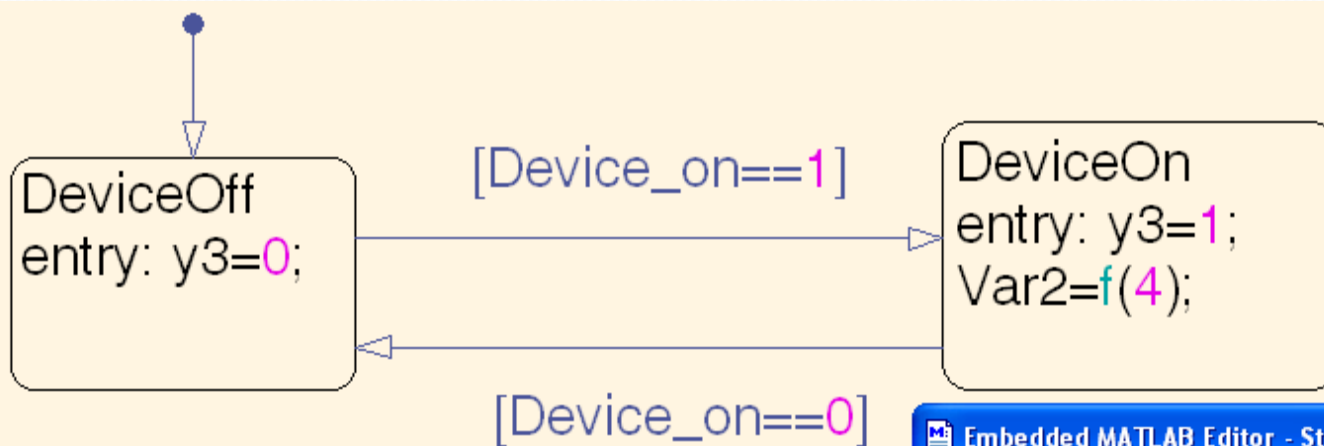 [Device_on==1]
DeviceOff
entry: y3=0;
DeviceOn
entry: y3=1;
Var2=f(4);
[Device_on==0]
Embedded MATLAB Editor - St